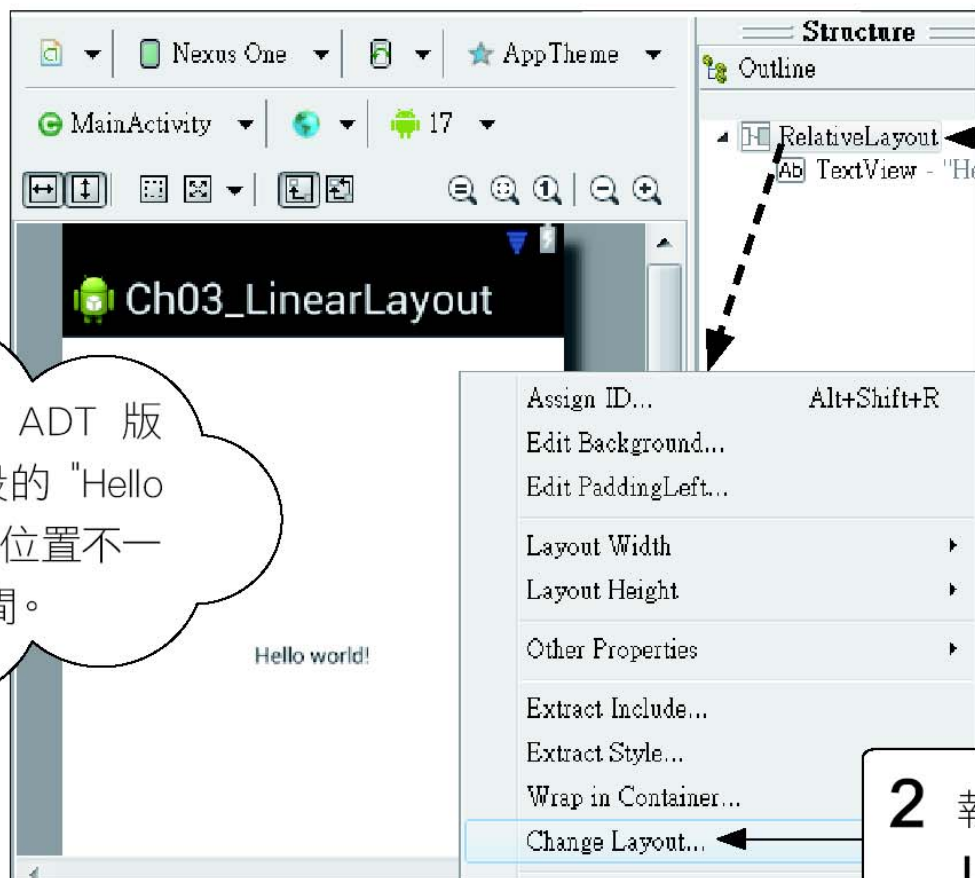 Nexus One
AppTheme
MainActivity
17
Structure
Outline
RelativeLayout
Ab TextView - "He
Ch03_LinearLayout
ADT 版
的 "Hello
位置不一
間。
Hello world!
Assign ID... Alt+Shift+R
Edit Background...
Edit PaddingLeft...
Layout Width
Layout Height
Other Properties
Extract Include...
Extract Style...
Wrap in Container...
Change Layout...
2